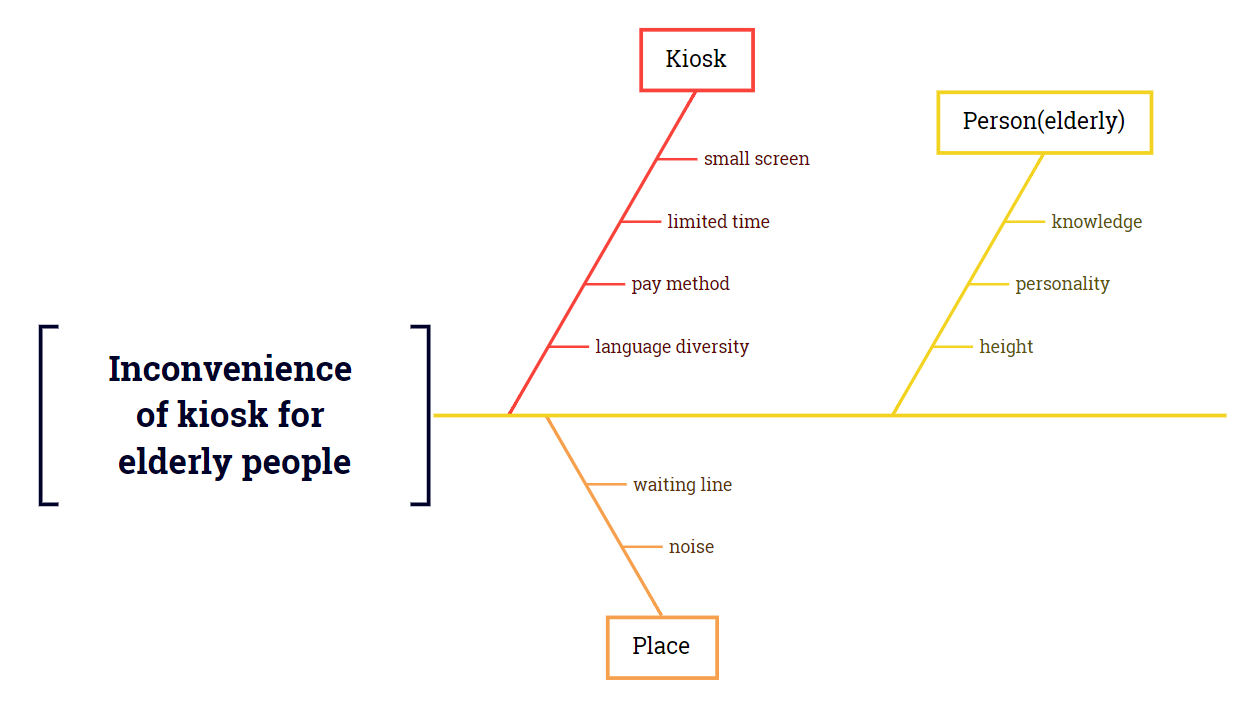 Inconvenience
of kiosk for
elderly people
Kiosk
small screen
limited time
pay method
language diversity
Person(elderly)
knowledge
personality
height
waiting line
noise
Place